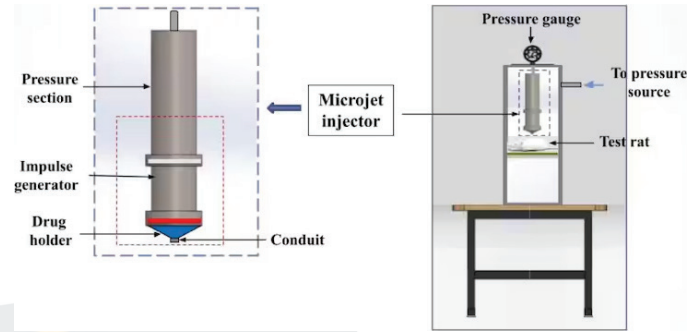 Pressure
section
Impulse
generator
Drug
holder
Conduit
Microjet
injector
Pressure gauge
To pressure
source
Test rat